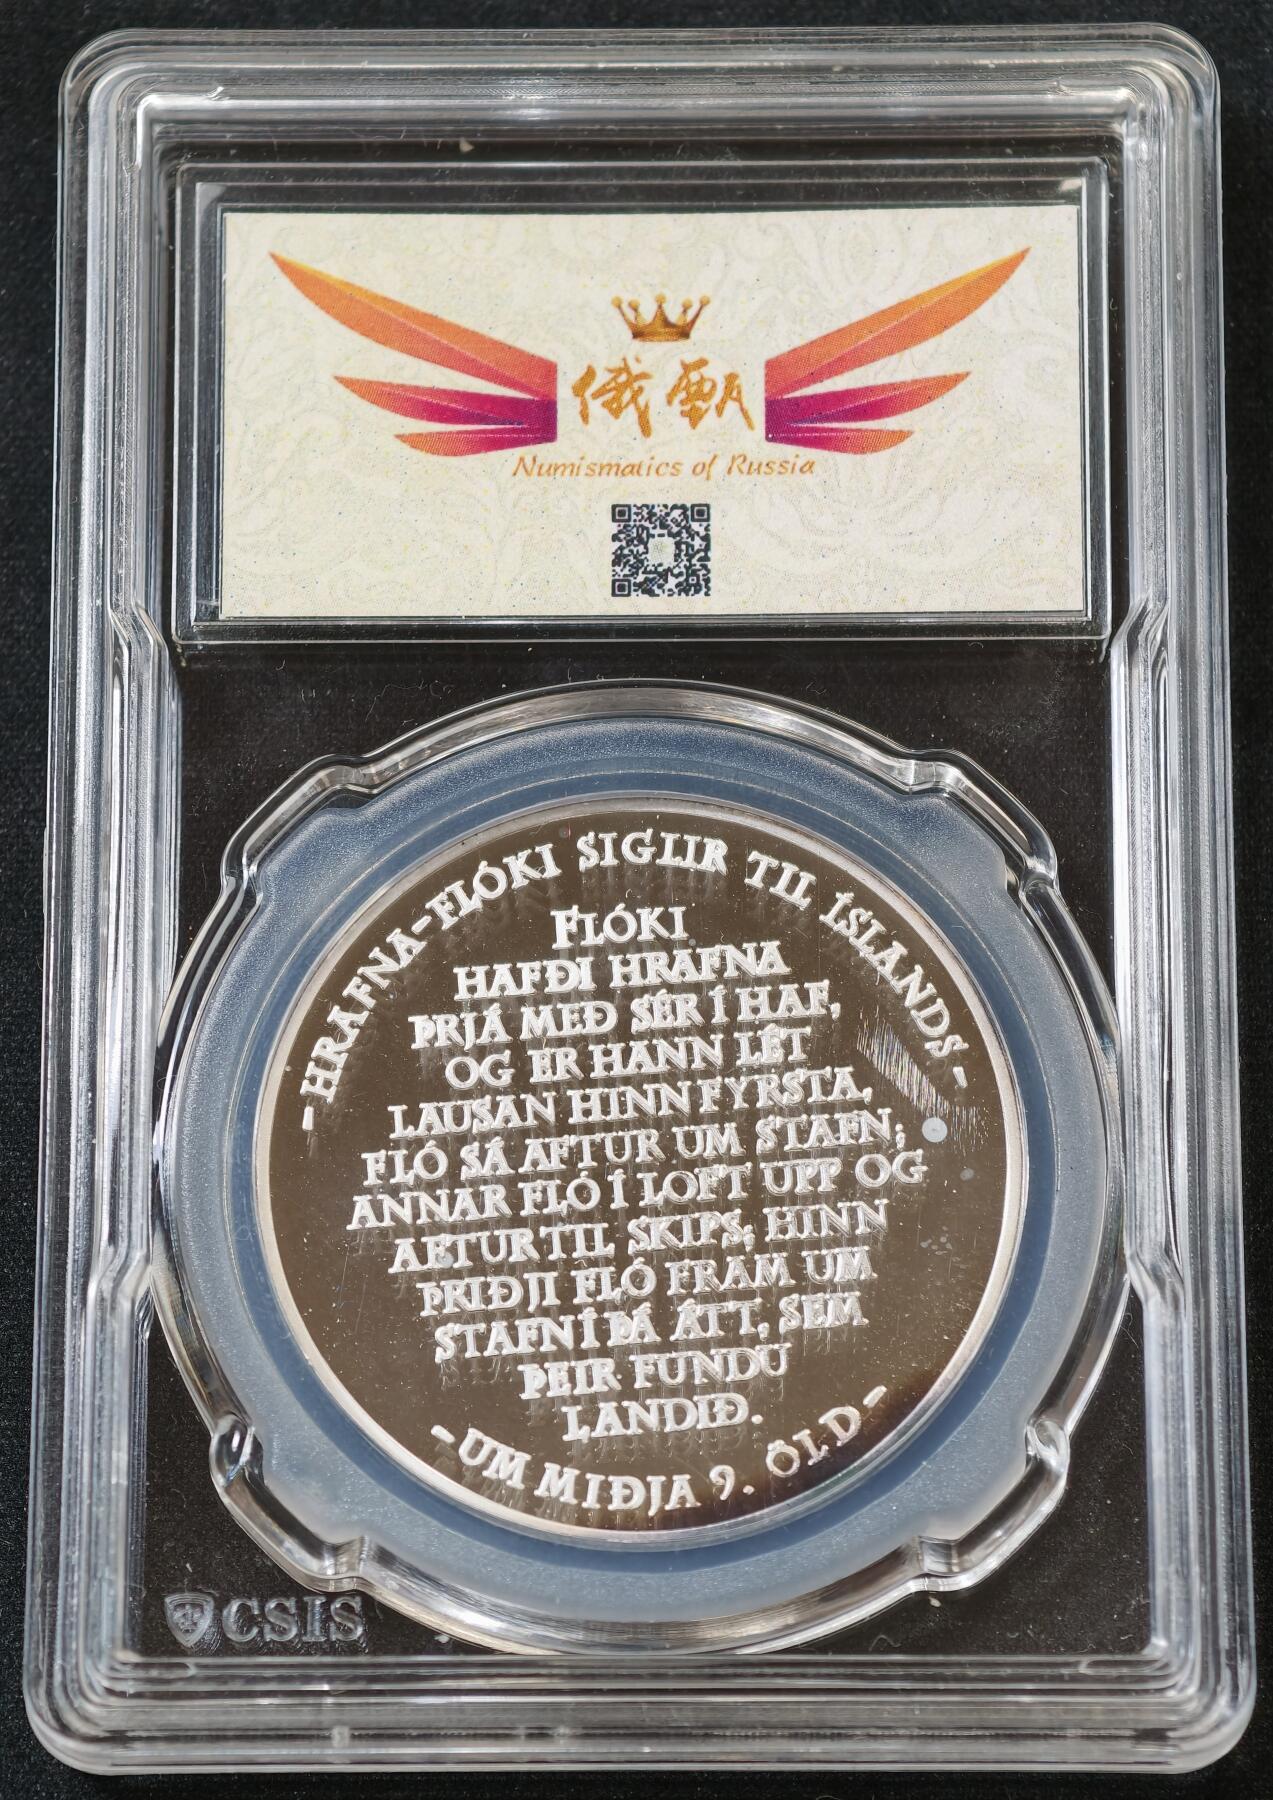 俄甄
Numismatics of Russia
-HRAFNA-FLÓKI SIGLIR TIL ÍSLANDS-
FLÓKI
HAFÐI HRAFNA
ÞRJÁ MEÐ SÉR Í HAF,
OG ER HANN LÉT
LAUSAN HINN FYRSTA,
FLÓ SÁ AFTUR UM STAFN;
ANNAR FLÓ Í LOFT UPP OG
AFTUR TIL SKIPS; HINN
ÞRIÐJI FLÓ FRAM UM
STAFN Í ÞÁ ÁTT, SEM
ÞEIR FUNDU
LANDIÐ.
-UM MIÐJA 9. ÖLD-
CSIS